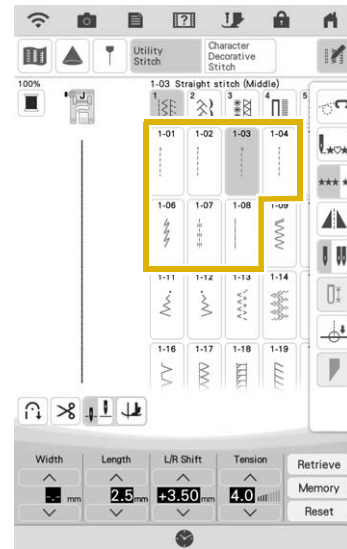 Utility
Stitch
Character
Decorative
Stitch
100%
1-03 Straight stitch (Middle)
1 2 3 4 5
J
1-01 1-02 1-03 1-04
1-06 1-07 1-08 1-09
1-11 1-12 1-13 1-14
1-16 1-17 1-18 1-19
Width Length L/R Shift Tension
Retrieve
-.- mm 2.5 mm +3.50 mm 4.0
Memory
Reset